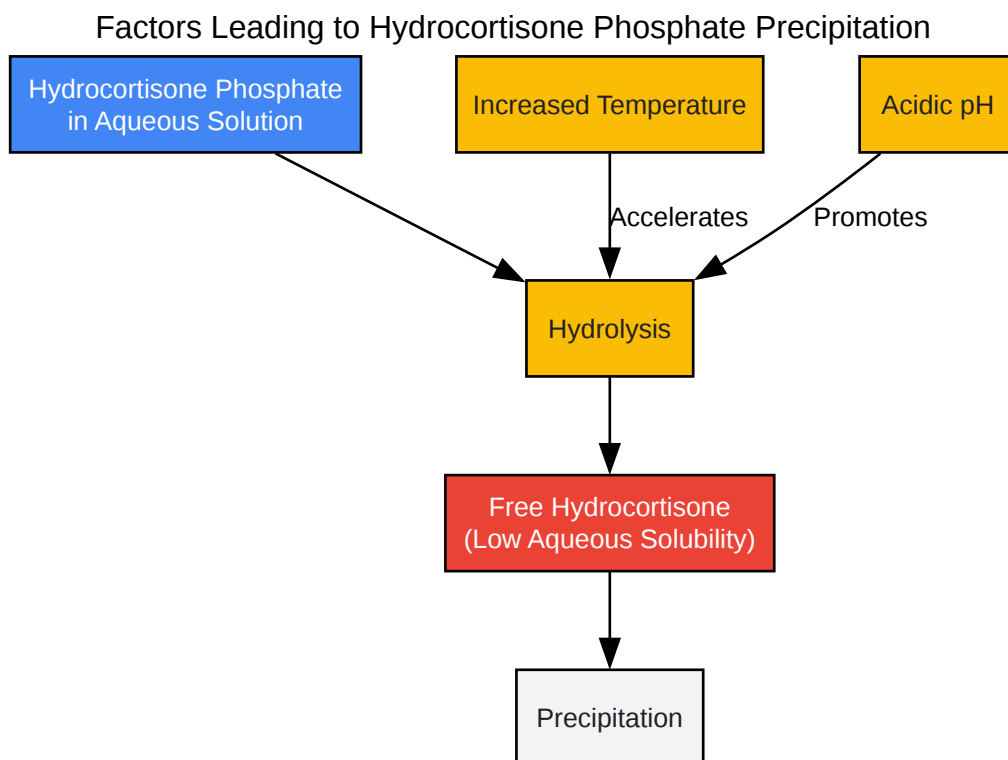 Factors Leading to Hydrocortisone Phosphate Precipitation
Hydrocortisone Phosphate
in Aqueous Solution
Increased Temperature
Acidic pH
Accelerates
Promotes
Hydrolysis
Free Hydrocortisone
(Low Aqueous Solubility)
Precipitation